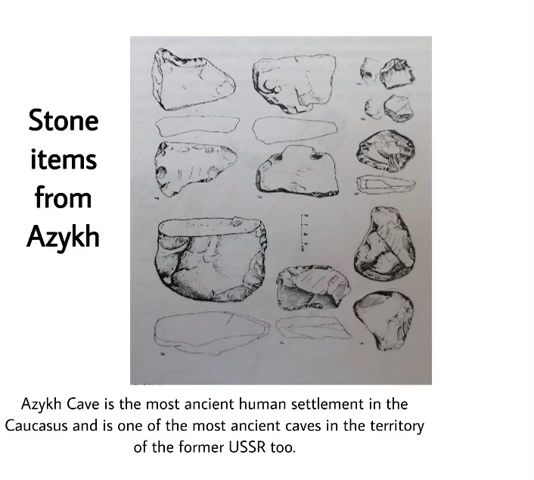 Stone
items
from
Azykh
Azykh Cave is the most ancient human settlement in the
Caucasus and is one of the most ancient caves in the territory
of the former USSR too.